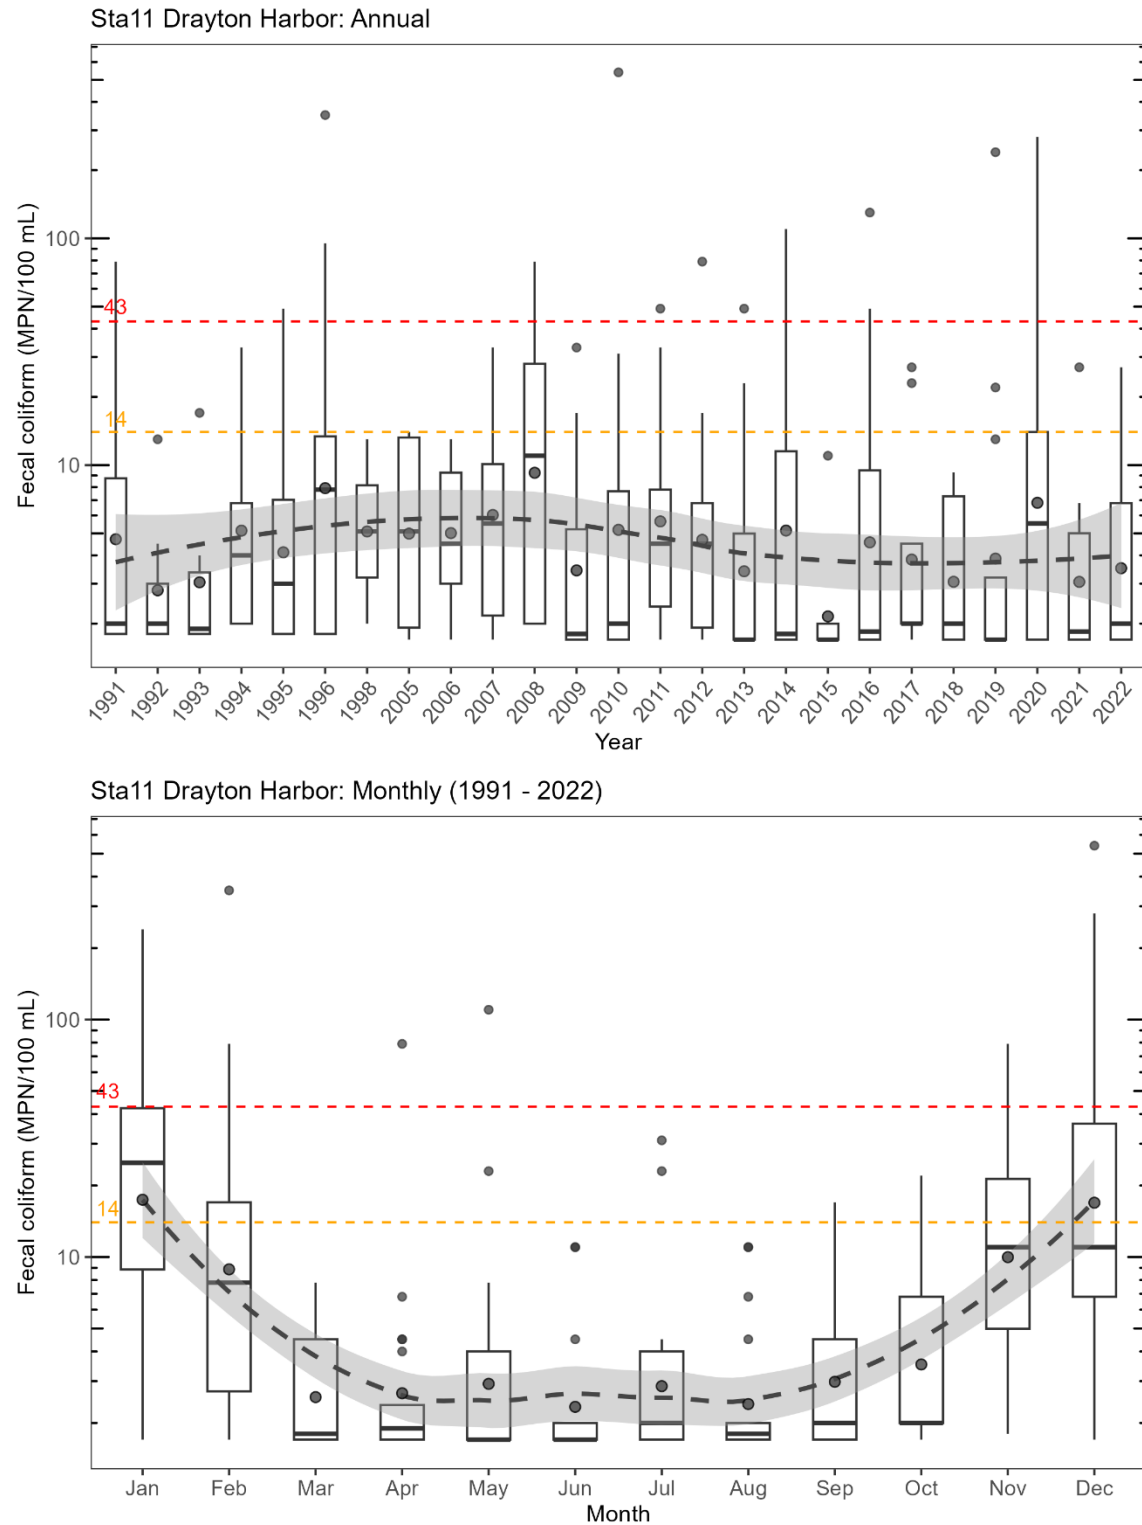 Sta11 Drayton Harbor: Annual
Fecal coliform (MPN/100 mL)
100
43
14
10
1991 1992 1993 1994 1995 1996 1998 2005 2006 2007 2008 2009 2010 2011 2012 2013 2014 2015 2016 2017 2018 2019 2020 2021 2022
Year
Sta11 Drayton Harbor: Monthly (1991 - 2022)
Fecal coliform (MPN/100 mL)
100
43
14
10
Jan Feb Mar Apr May Jun Jul Aug Sep Oct Nov Dec
Month